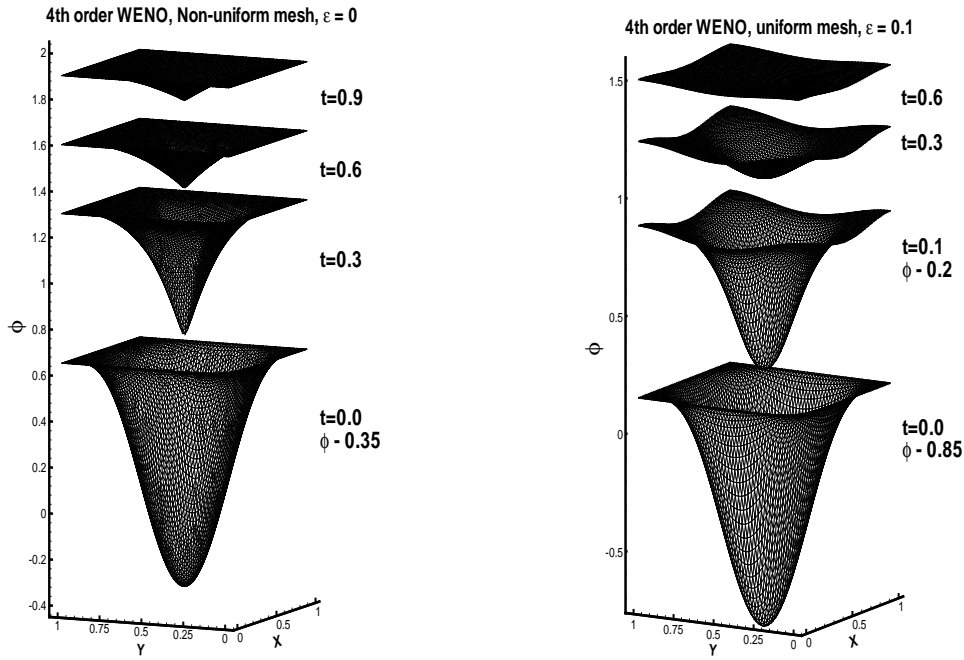 4th order WENO, Non-uniform mesh, ε = 0
2
1.8
1.6
1.4
1.2
1
0.8
0.6
0.4
0.2
0
-0.2
-0.4
ϕ
t=0.9
t=0.6
t=0.3
t=0.0
ϕ - 0.35
1
0.75
0.5
0.25
0
Y
0
0.5
1
X
4th order WENO, uniform mesh, ε = 0.1
1.5
1
0.5
0
-0.5
ϕ
t=0.6
t=0.3
t=0.1
ϕ - 0.2
t=0.0
ϕ - 0.85
1
0.75
0.5
0.25
0
Y
0
0.5
1
X